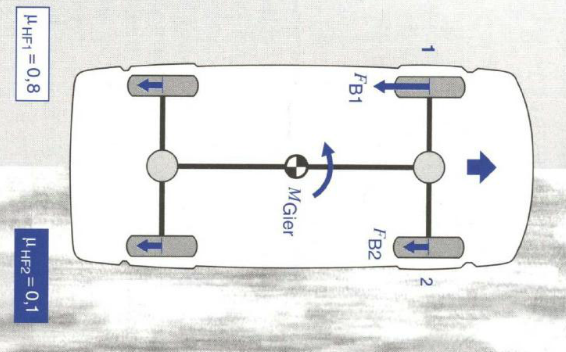 μHF1 = 0,8
1
FB1
MGier
FB2
2
μHF2 = 0,1